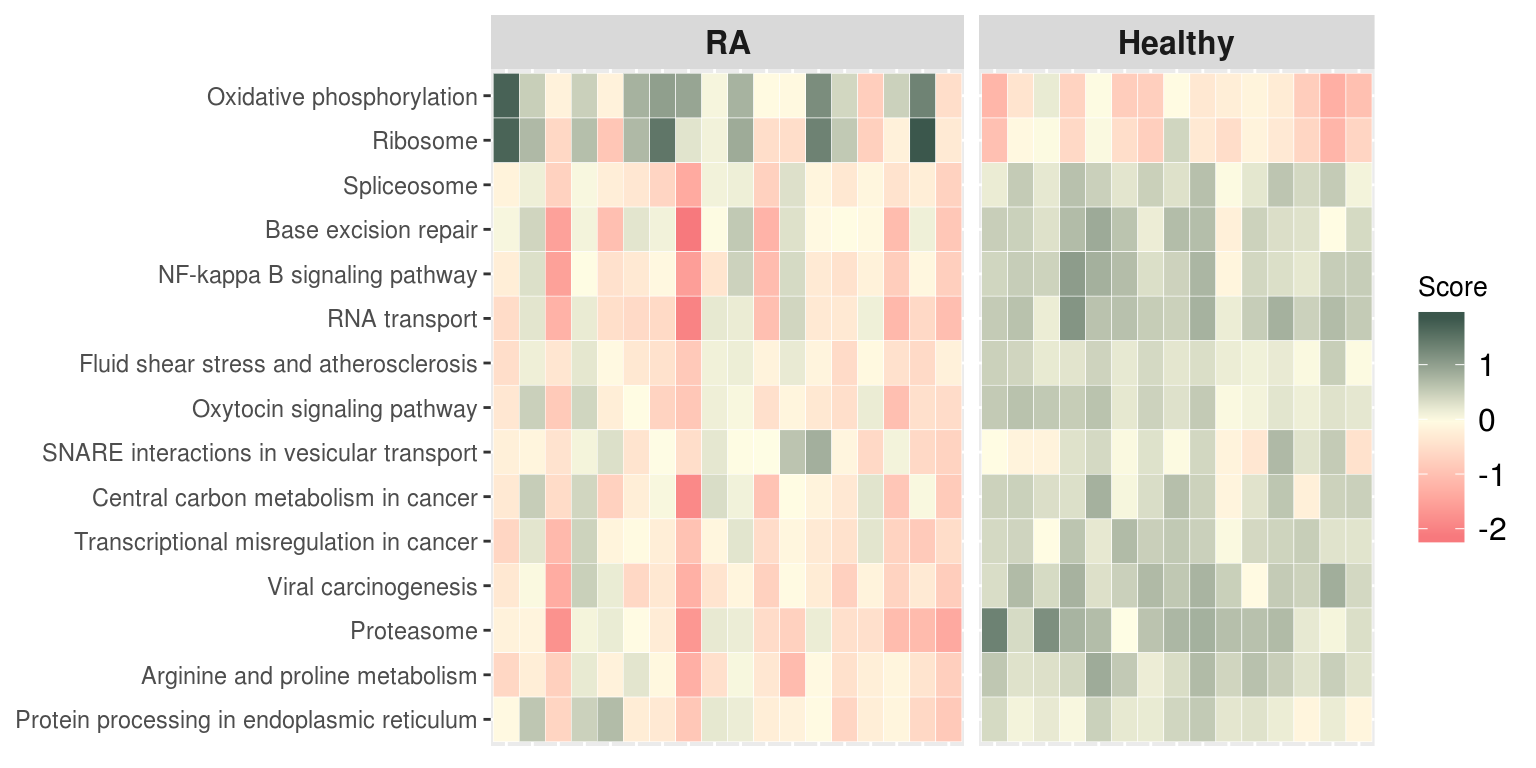 RA
Healthy
Oxidative phosphorylation
Ribosome
Spliceosome
Base excision repair
NF-kappa B signaling pathway
RNA transport
Fluid shear stress and atherosclerosis
Oxytocin signaling pathway
SNARE interactions in vesicular transport
Central carbon metabolism in cancer
Transcriptional misregulation in cancer
Viral carcinogenesis
Proteasome
Arginine and proline metabolism
Protein processing in endoplasmic reticulum
Score
1
0
-1
-2